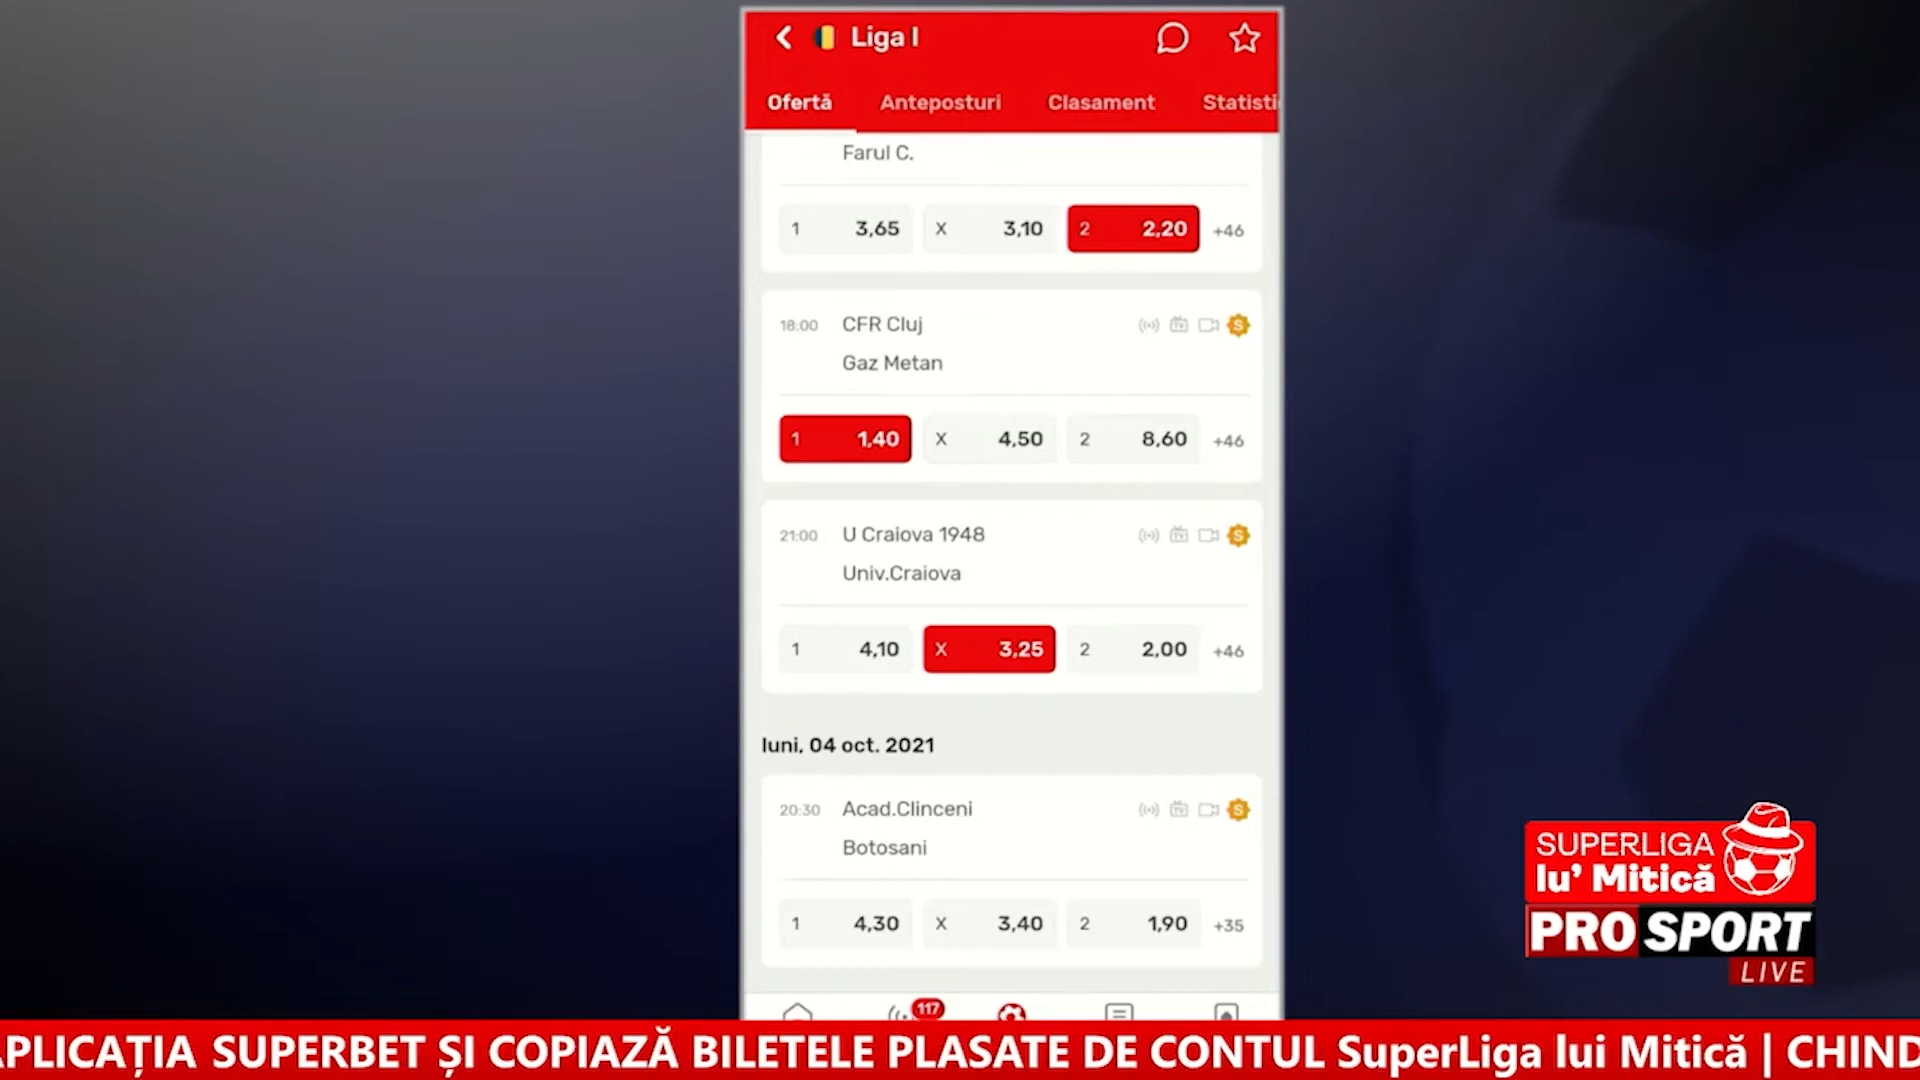 Liga I
Ofertă Anteposturi Clasament Statisti
Farul C.
1 3,65 X 3,10 2 2,20 +46
18:00 CFR Cluj
TV S
Gaz Metan
1 1,40 X 4,50 2 8,60 +46
21:00 U Craiova 1948
TV S
Univ.Craiova
1 4,10 X 3,25 2 2,00 +46
luni, 04 oct. 2021
20:30 Acad.Clinceni
TV S
Botosani
1 4,30 X 3,40 2 1,90 +35
117
SUPERLIGA
lu' Mitică
PRO SPORT
LIVE
APLICAȚIA SUPERBET ȘI COPIAZĂ BILETELE PLASATE DE CONTUL SuperLiga lui Mitică | CHIND